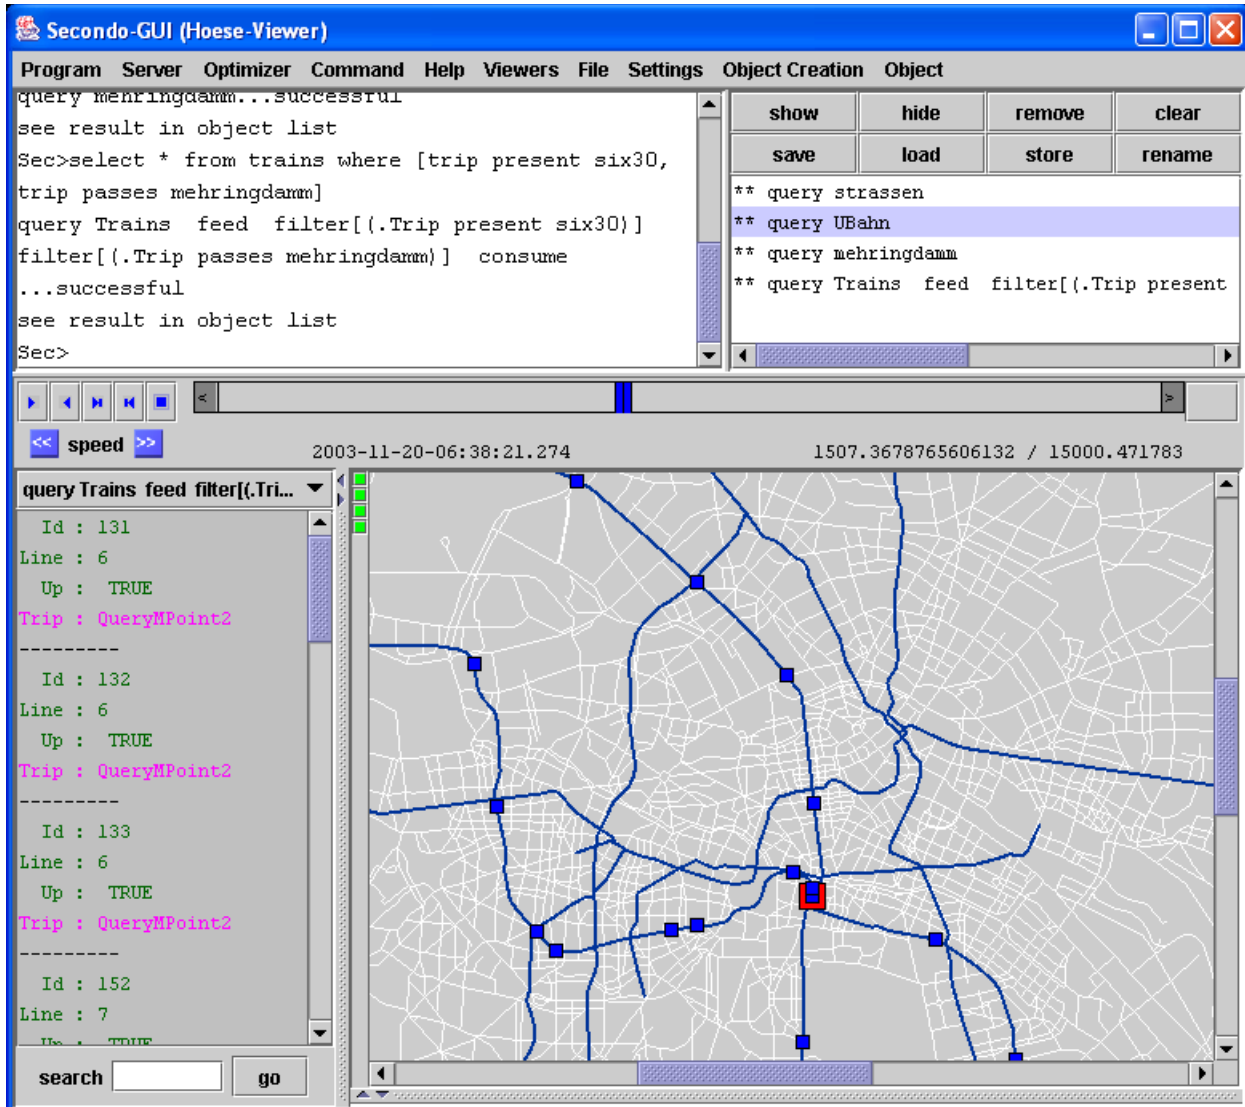 Secondo-GUI (Hoese-Viewer)
Program Server Optimizer Command Help Viewers File Settings Object Creation Object
query mehringdamm...successful
see result in object list
Sec>select * from trains where [trip present six30,
trip passes mehringdamm]
query Trains feed filter[(.Trip present six30)]
filter[(.Trip passes mehringdamm)] consume
...successful
see result in object list
Sec>
show hide remove clear
save load store rename
** query strassen
** query UBahn
** query mehringdamm
** query Trains feed filter[(.Trip present
< >
<< speed >>
2003-11-20-06:38:21.274
1507.3678765606132 / 15000.471783
query Trains feed filter[(.Tri...
Id : 131
Line : 6
Up : TRUE
Trip : QueryMPoint2
---------
Id : 132
Line : 6
Up : TRUE
Trip : QueryMPoint2
---------
Id : 133
Line : 6
Up : TRUE
Trip : QueryMPoint2
---------
Id : 152
Line : 7
Up : TRUE
search go